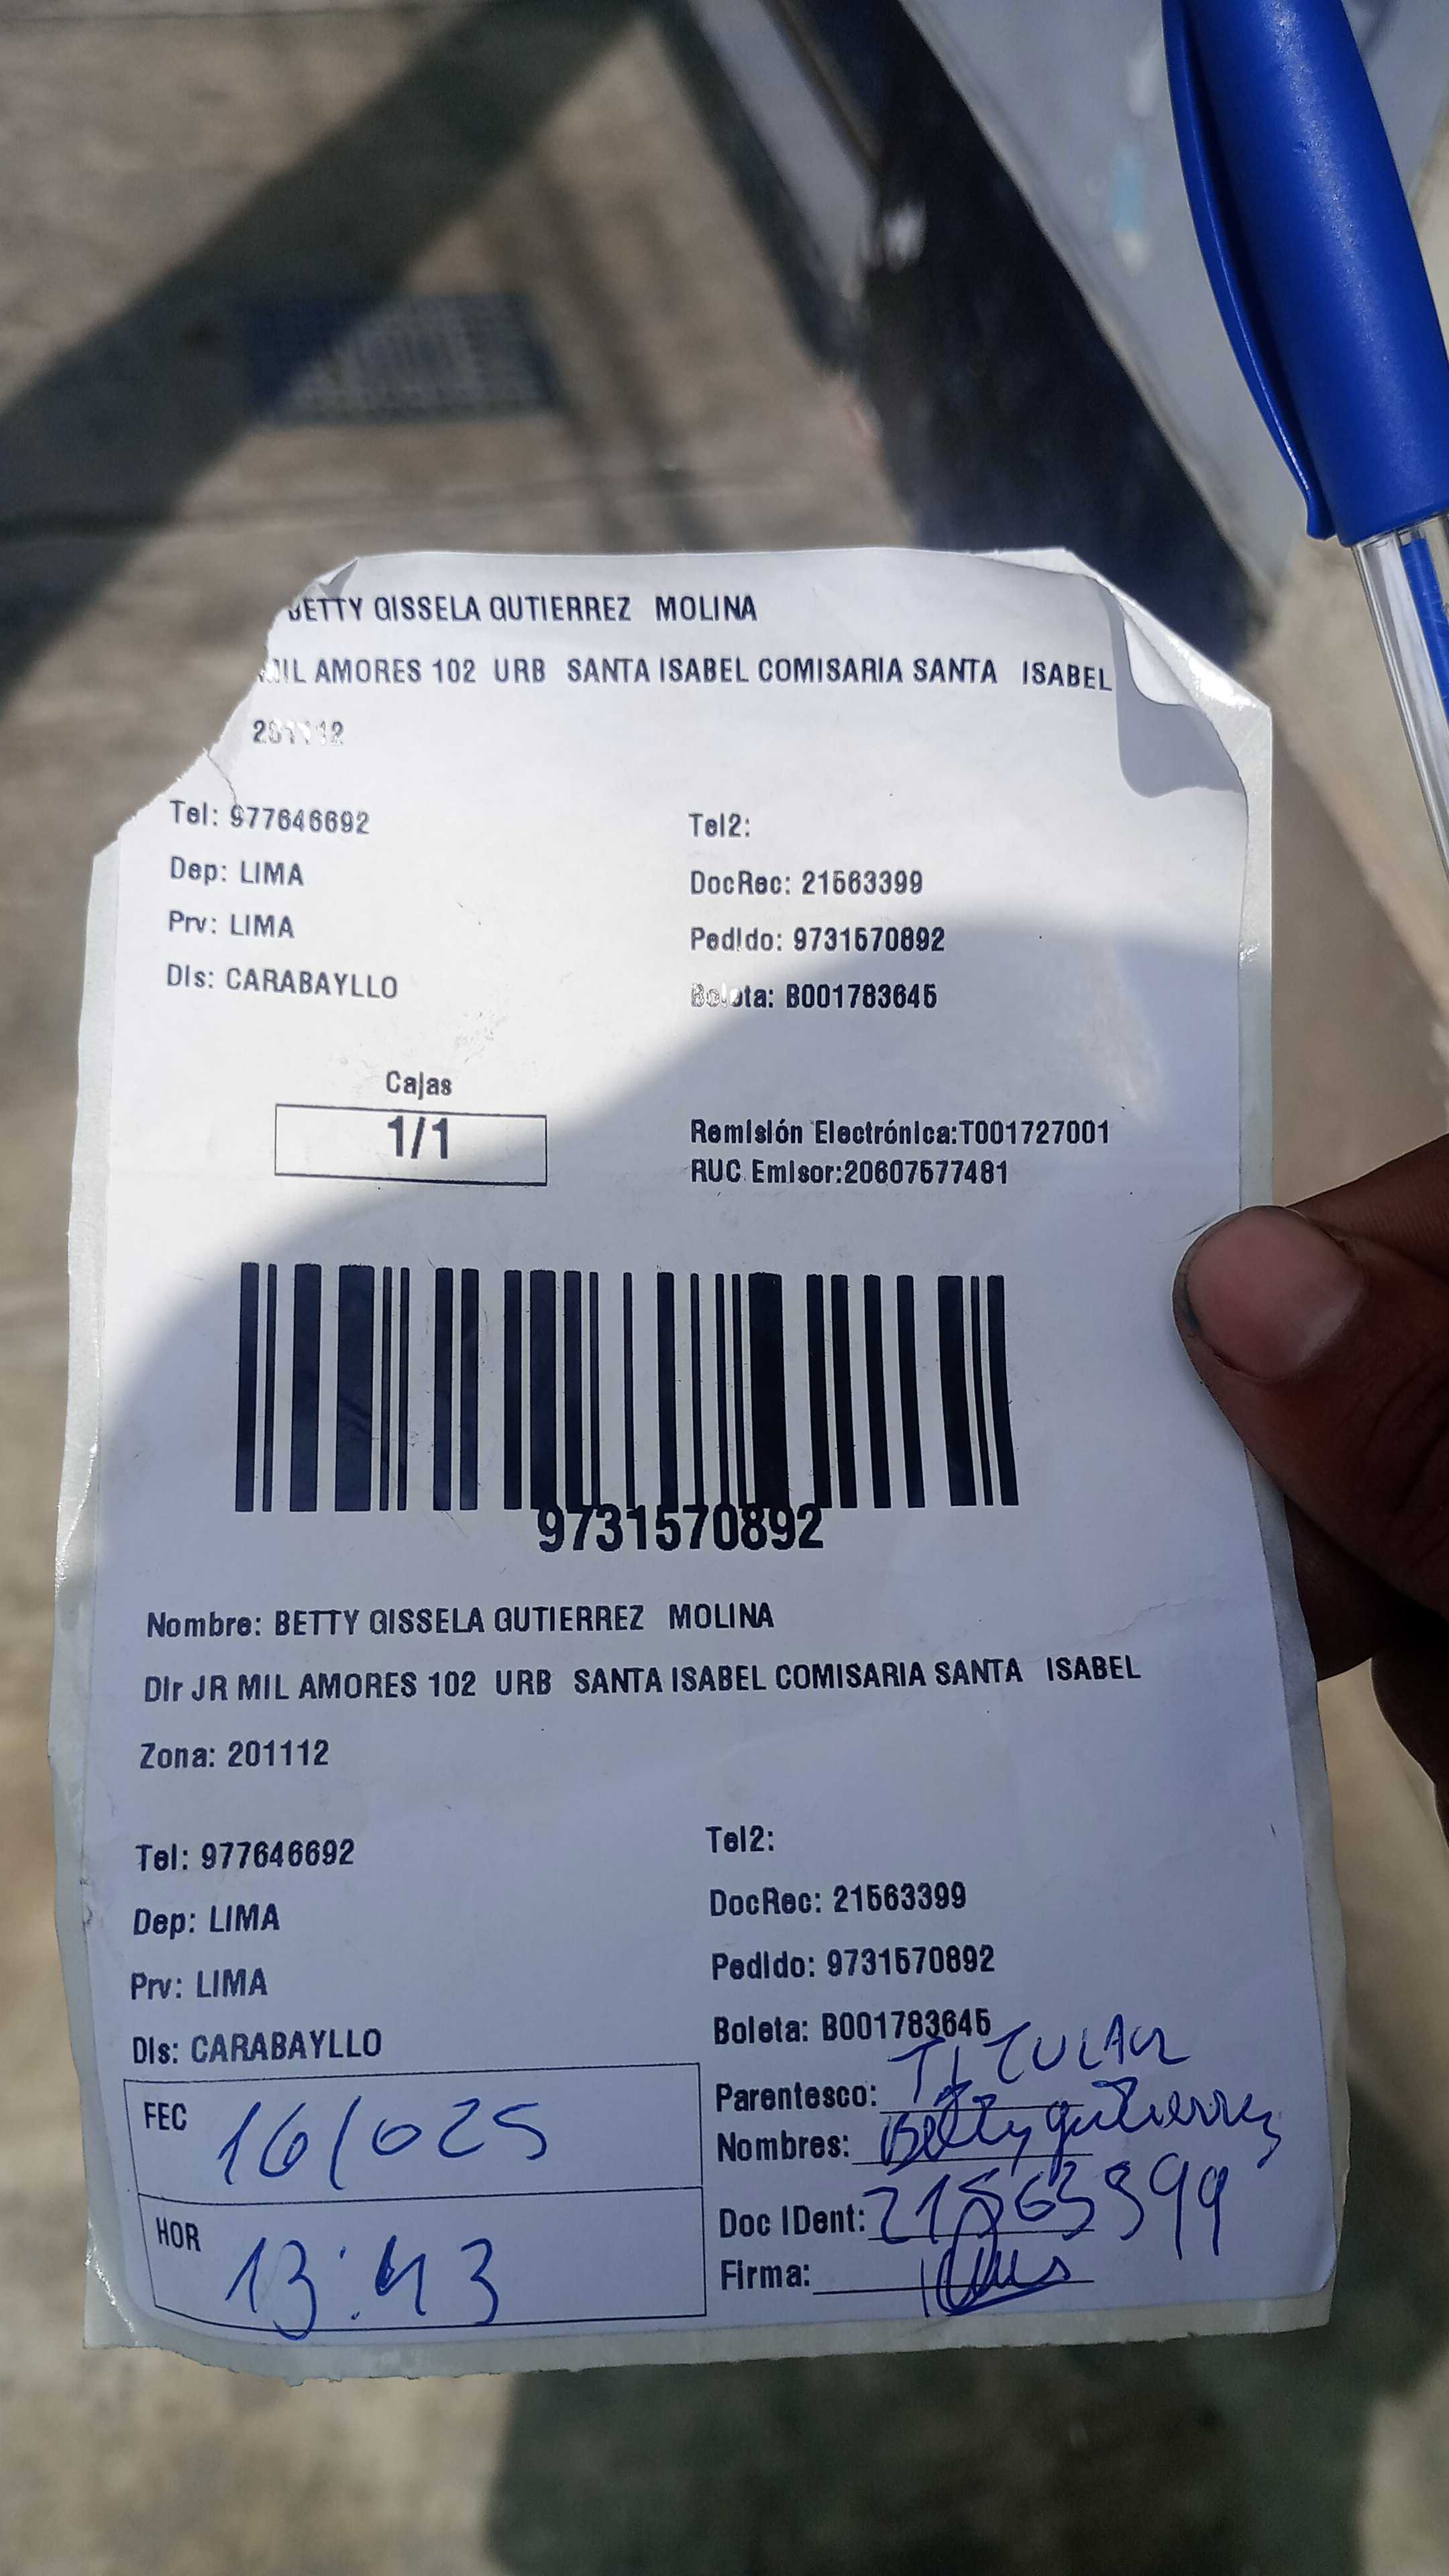 BETTY GISSELA GUTIERREZ MOLINA
MIL AMORES 102 URB SANTA ISABEL COMISARIA SANTA ISABEL
201112
Tel: 977646692
Tel2:
Dep: LIMA
DocRec: 21563399
Prv: LIMA
Pedido: 9731570892
Dis: CARABAYLLO
Boleta: B001783645
Cajas
1/1
Remisión Electrónica:T001727001
RUC Emisor:20607577481
9731570892
Nombre: BETTY GISSELA GUTIERREZ MOLINA
Dir JR MIL AMORES 102 URB SANTA ISABEL COMISARIA SANTA ISABEL
Zona: 201112
Tel: 977646692
Tel2:
Dep: LIMA
DocRec: 21563399
Prv: LIMA
Pedido: 9731570892
Dis: CARABAYLLO
Boleta: B001783645
FEC 16/025
Parentesco: TITULAR
Nombres: Betty gutierrez
HOR 13:43
Doc IDent: 21563399
Firma: